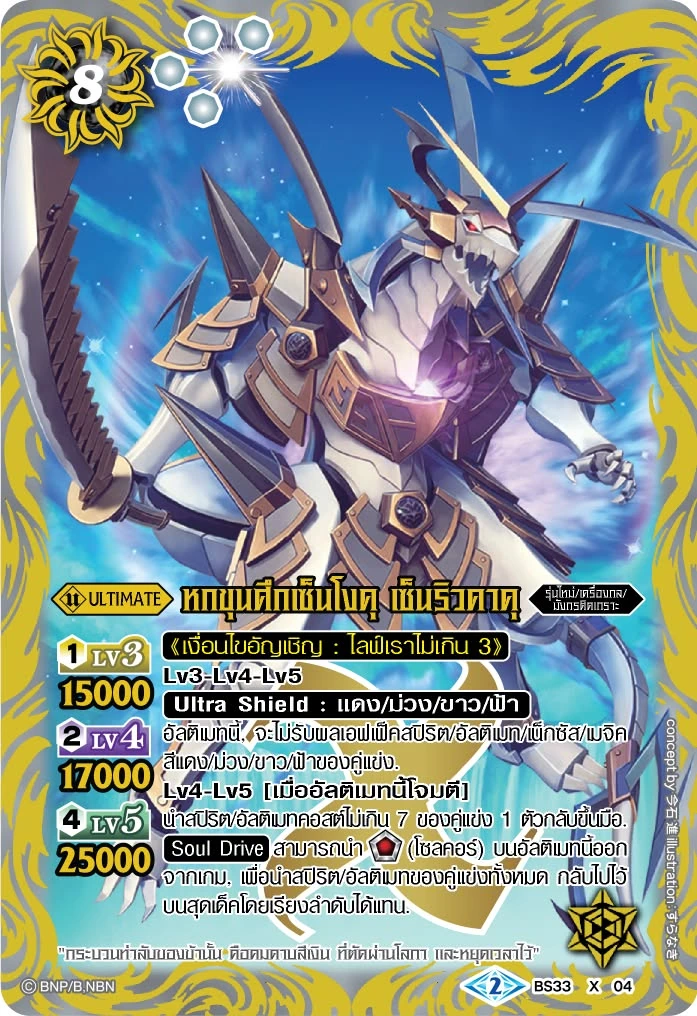 8
ULTIMATE
หกขุนศึกเซ็นโงคุ เซ็นริวคาคุ
รุ่นใหม่/เครื่องกล/
มังกรศิตเกราะ
《เงื่อนไขอัญเชิญ : ไลฟ์เราไม่เกิน 3》
1 LV3
15000
Lv3-Lv4-Lv5
Ultra Shield : แดง/ม่วง/ขาว/ฟ้า
2 LV4
17000
อัลติเมทนี้, จะไม่รับผลเอฟเฟ็คสปิริต/อัลติเมท/เน็กซัส/เมจิค
สีแดง/ม่วง/ขาว/ฟ้าของคู่แข่ง.
Lv4-Lv5 [เมื่ออัลติเมทนี้โจมตี]
4 LV5
25000
นำสปิริต/อัลติเมทคอสต์ไม่เกิน 7 ของคู่แข่ง 1 ตัวกลับขึ้นมือ.
Soul Drive สามารถนำ (โซลคอร์) บนอัลติเมทนี้ออก
จากเกม, เพื่อนำสปิริต/อัลติเมทของคู่แข่งทั้งหมด กลับไปไว้
บนสุดเด็คโดยเรียงลำดับได้แทน.
"กระบวนท่าลับของข้านั้น คือคมดาบสีเงิน ที่ตัดผ่านโลกา และหยุดเวลาไว้"
concept by 今石 進 illustration : すらなき
©BNP/B,NBN
2
BS33 X 04